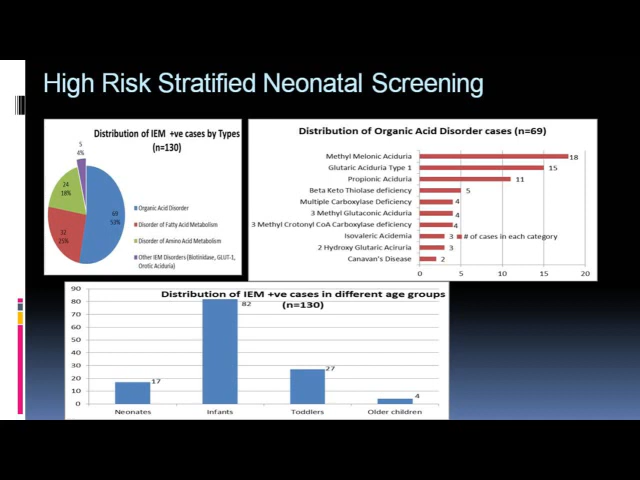 High Risk Stratified Neonatal Screening
Distribution of IEM +ve cases by Types
(n=130)
5
4%
24
18%
32
25%
69
53%
Organic Acid Disorder
Disorder of Fatty Acid Metabolism
Disorder of Amino Acid Metabolism
Other IEM Disorders (Biotinidase, GLUT-1,
Orotic Aciduria)
Distribution of Organic Acid Disorder cases (n=69)
Methyl Melonic Aciduria 18
Glutaric Aciduria Type 1 15
Propionic Aciduria 11
Beta Keto Thiolase deficiency 5
Multiple Carboxylase Deficiency 4
3 Methyl Glutaconic Aciduria 4
3 Methyl Crotonyl CoA Carboxylase deficiency 4
Isovaleric Acidemia 3 # of cases in each category
2 Hydroxy Glutaric Aciruria 3
Canavan's Disease 2
0 5 10 15 20
Distribution of IEM +ve cases in different age groups
(n=130)
90
80
70
60
50
40
30
20
10
0
17
82
27
4
Neonates Infants Toddlers Older children